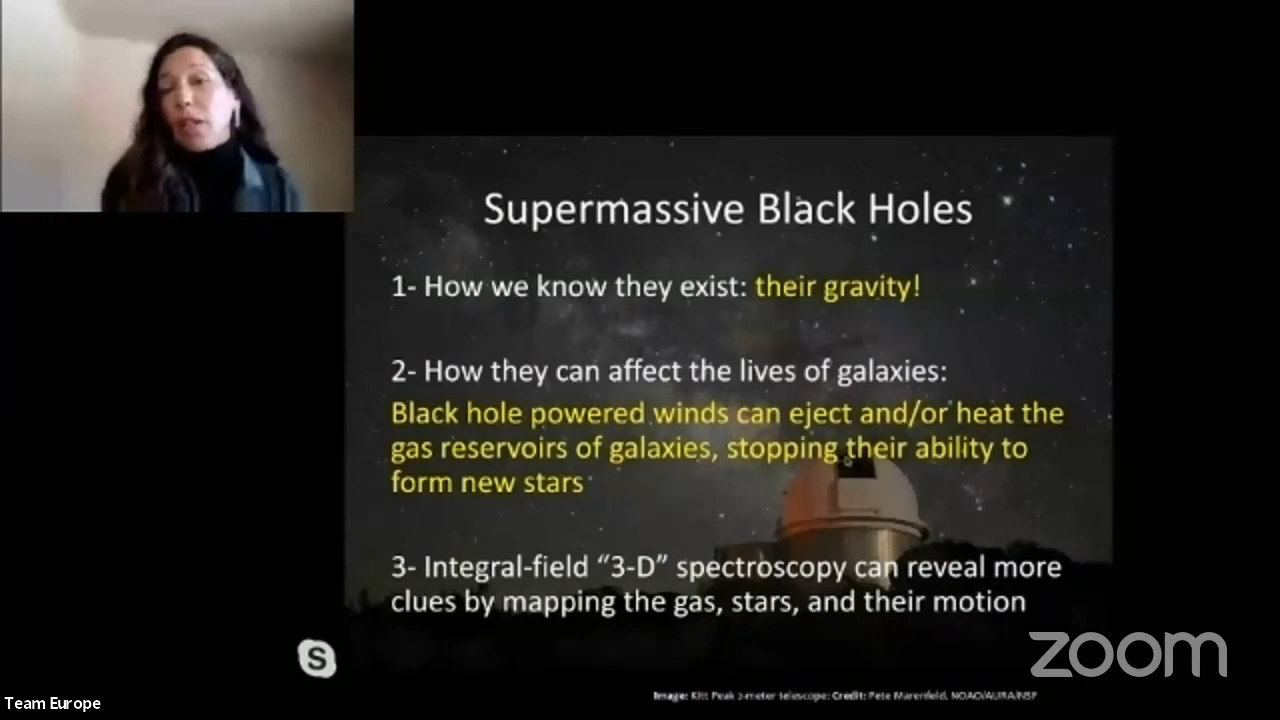 Supermassive Black Holes
1- How we know they exist: their gravity!
2- How they can affect the lives of galaxies:
Black hole powered winds can eject and/or heat the
gas reservoirs of galaxies, stopping their ability to
form new stars
3- Integral-field “3-D” spectroscopy can reveal more
clues by mapping the gas, stars, and their motion
S
zoom
Image: Kitt Peak 2-meter telescope; Credit: Pete Marenfeld, NOAO/AURA/NSF
Team Europe